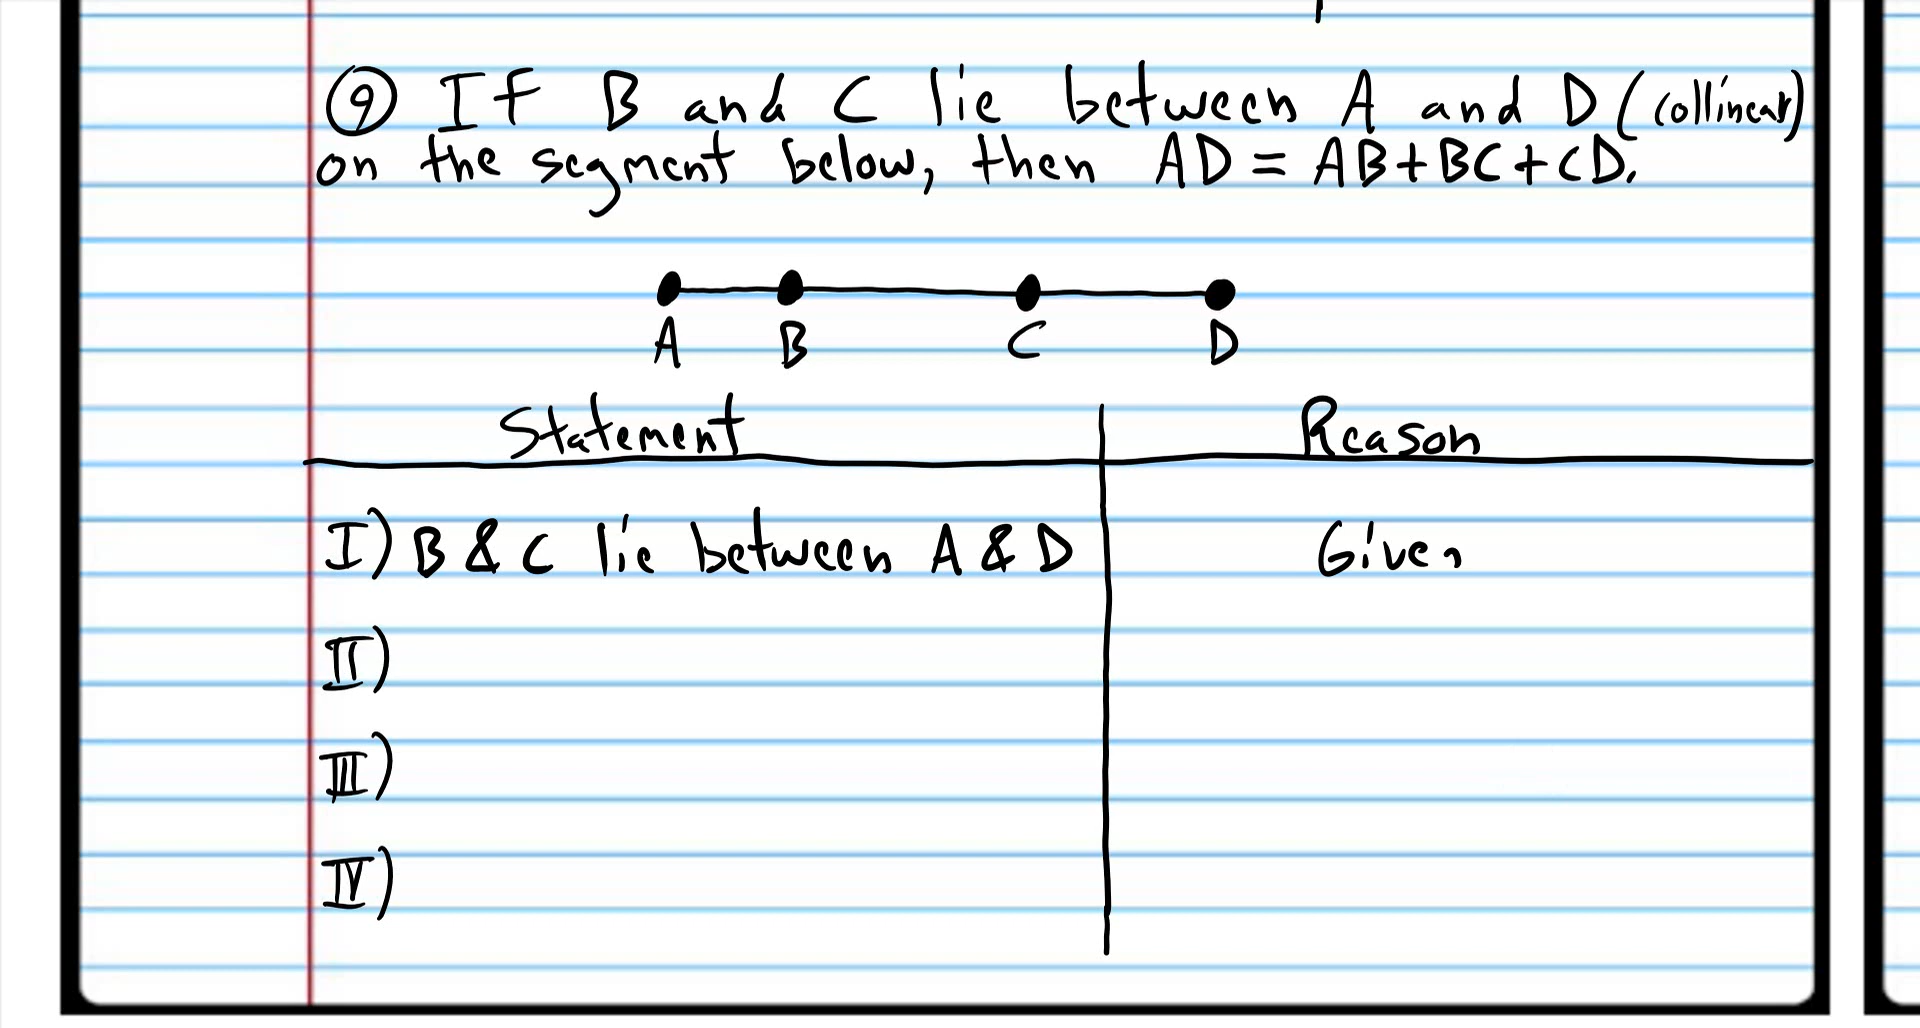 9 If B and C lie between A and D (collinear)
on the segment below, then AD = AB + BC + CD.
A B C D
Statement Reason
I) B & C lie between A & D Given
II)
III)
IV)